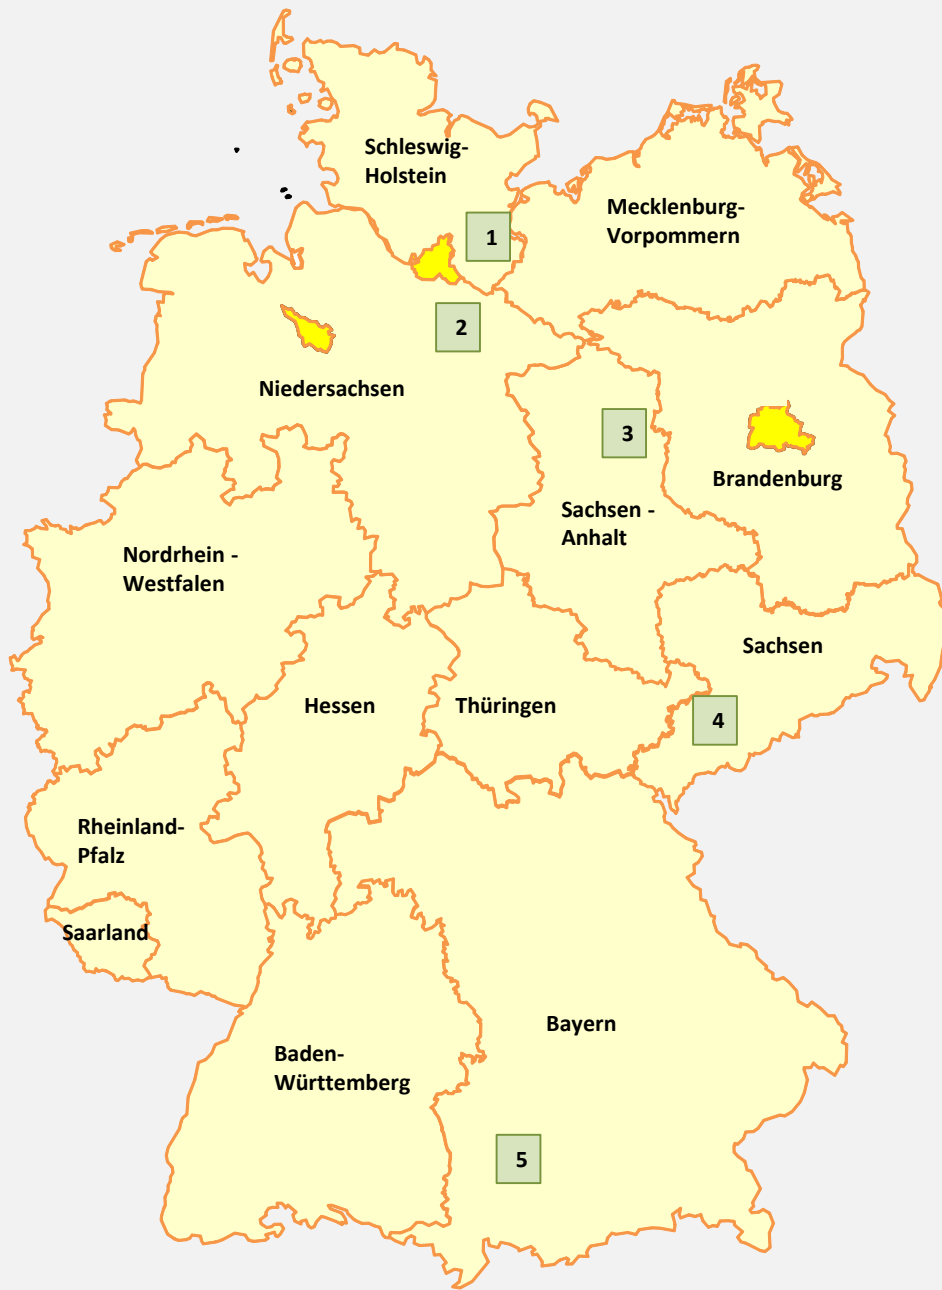 Schleswig-
Holstein
Mecklenburg-
Vorpommern
1
2
Niedersachsen
3
Brandenburg
Sachsen -
Anhalt
Nordrhein -
Westfalen
Sachsen
Hessen
Thüringen
4
Rheinland-
Pfalz
Saarland
Bayern
Baden-
Württemberg
5